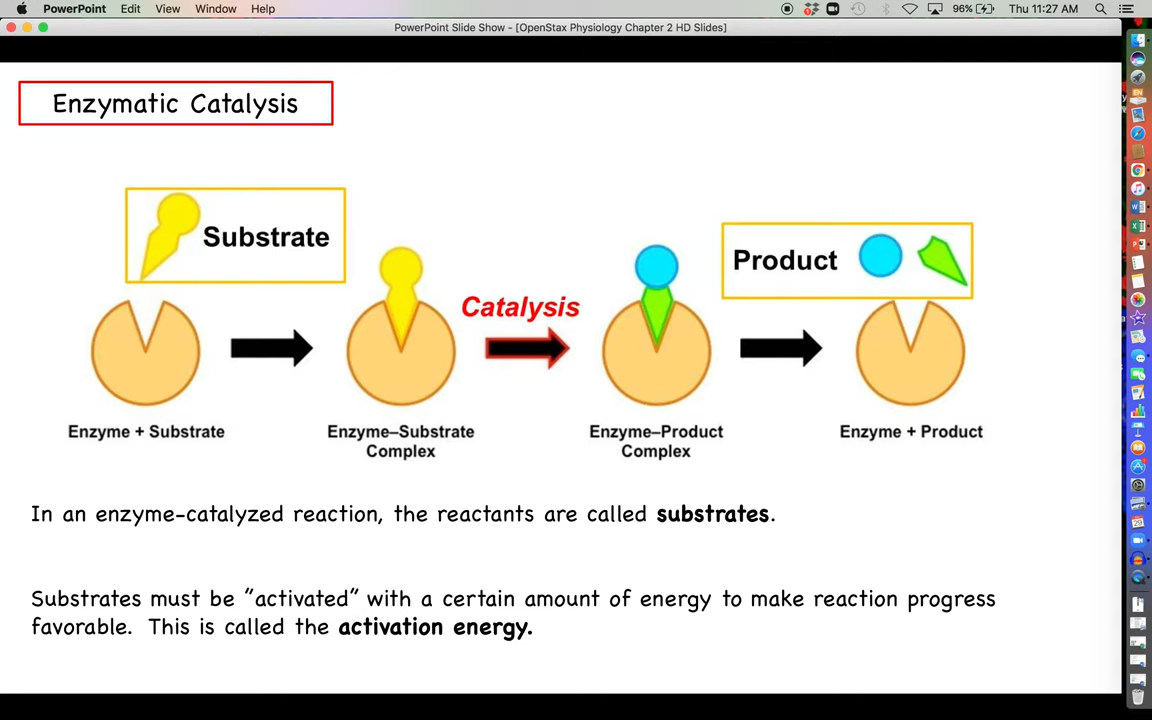 PowerPoint Edit View Window Help 96% Thu 11:27 AM
PowerPoint Slide Show - [OpenStax Physiology Chapter 2 HD Slides]
Enzymatic Catalysis
Substrate
Product
Catalysis
Enzyme + Substrate
Enzyme–Substrate
Complex
Enzyme–Product
Complex
Enzyme + Product
In an enzyme-catalyzed reaction, the reactants are called substrates.
Substrates must be “activated” with a certain amount of energy to make reaction progress
favorable. This is called the activation energy.